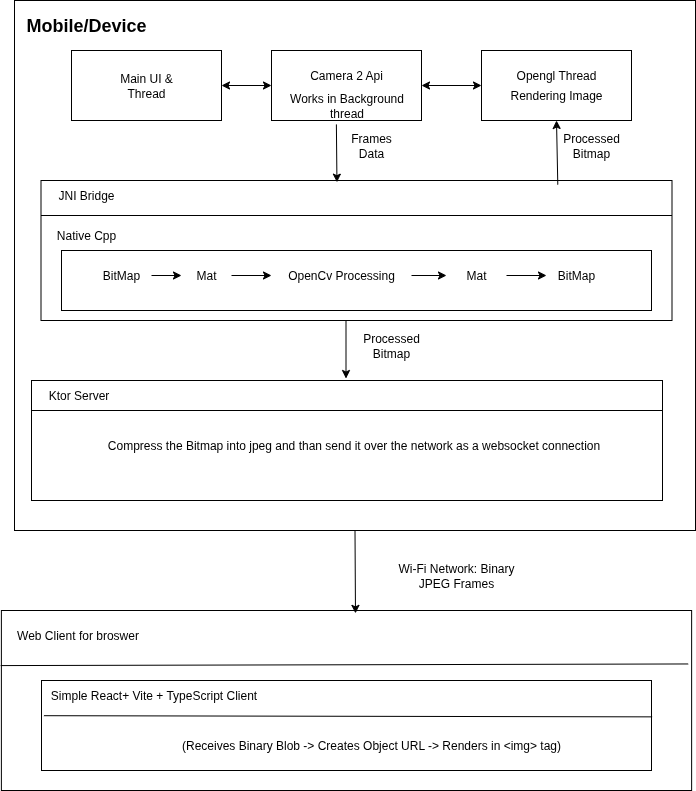 Mobile/Device
Main UI &
Thread
Camera 2 Api
Works in Background
thread
Opengl Thread
Rendering Image
Frames
Data
Processed
Bitmap
JNI Bridge
Native Cpp
BitMap
Mat
OpenCv Processing
Mat
BitMap
Processed
Bitmap
Ktor Server
Compress the Bitmap into jpeg and than send it over the network as a websocket connection
Wi-Fi Network: Binary
JPEG Frames
Web Client for broswer
Simple React+ Vite + TypeScript Client
(Receives Binary Blob -> Creates Object URL -> Renders in <img> tag)